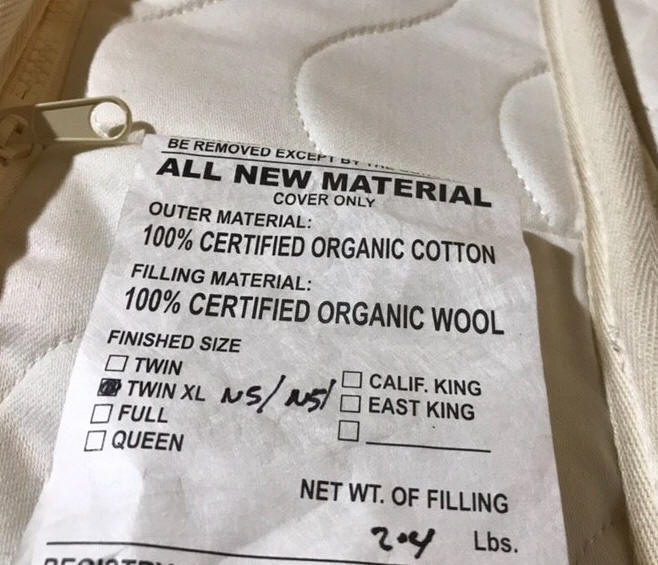 BE REMOVED EXCEPT BY THE
ALL NEW MATERIAL
COVER ONLY
OUTER MATERIAL:
100% CERTIFIED ORGANIC COTTON
FILLING MATERIAL:
100% CERTIFIED ORGANIC WOOL
FINISHED SIZE
TWIN
TWIN XL NS/NS/
FULL
QUEEN
CALIF. KING
EAST KING
NET WT. OF FILLING
2.4 Lbs.